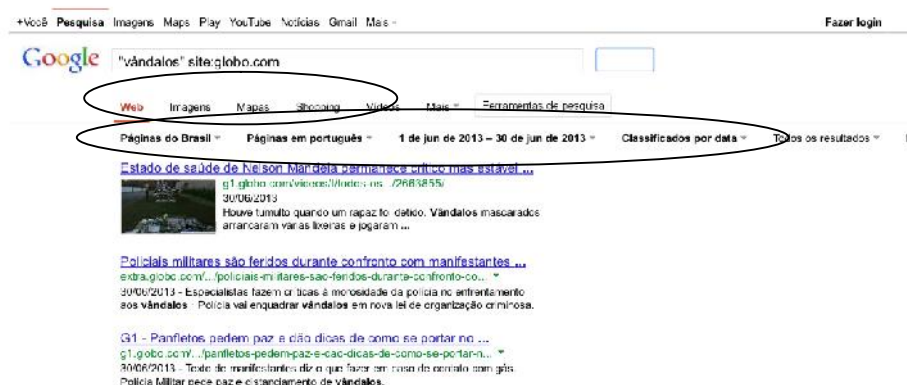 +Você Pesquisa Imagens Maps Play YouTube Notícias Gmail Mais
Fazer login
Google "vândalos" site:globo.com
Web Imagens Mapas Shopping Vídeos Mais Ferramentas de pesquisa
Páginas do Brasil Páginas em português 1 de jun de 2013 – 30 de jun de 2013 Classificados por data Todos os resultados
Estado de saúde de Nelson Mandela permanece crítico mas estável ...
g1.globo.com/videos/t/todos-os.../2663855/
30/06/2013
Houve tumulto quando um rapaz foi detido. Vândalos mascarados
arrancaram várias lixeiras e jogaram ...
Policiais militares são feridos durante confronto com manifestantes ...
extra.globo.com/.../policiais-militares-sao-feridos-durante-confronto-co...
30/06/2013 - Especialistas fazem críticas à morosidade da polícia no enfrentamento
aos vândalos · Polícia vai enquadrar vândalos em nova lei de organização criminosa.
G1 - Panfletos pedem paz e dão dicas de como se portar no ...
g1.globo.com/.../panfletos-pedem-paz-e-dao-dicas-de-como-se-portar-n...
30/06/2013 - Texto de manifestantes diz o que fazer em caso de contato com gás.
Polícia Militar pede paz e distanciamento de vândalos.